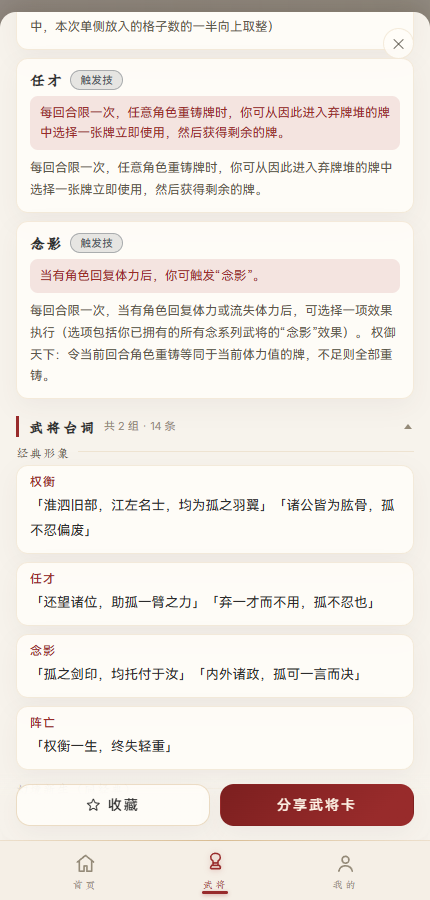 中，本次单侧放入的格子数的一半向上取整）
任才 触发技
每回合限一次，任意角色重铸牌时，你可从因此进入弃牌堆的牌
中选择一张牌立即使用，然后获得剩余的牌。
每回合限一次，任意角色重铸牌时，你可从因此进入弃牌堆的牌中
选择一张牌立即使用，然后获得剩余的牌。
念影 触发技
当有角色回复体力后，你可触发“念影”。
每回合限一次，当有角色回复体力或流失体力后，可选择一项效果
执行（选项包括你已拥有的所有念系列武将的“念影”效果）。 权御
天下：令当前回合角色重铸等同于当前体力值的牌，不足则全部重
铸。
武将台词 共 2 组 · 14 条
经典形象
权衡
「淮泗旧部，江左名士，均为孤之羽翼」「诸公皆为肱骨，孤
不忍偏废」
任才
「还望诸位，助孤一臂之力」「弃一才而不用，孤不忍也」
念影
「孤之剑印，均托付于汝」「内外诸政，孤可一言而决」
阵亡
「权衡一生，终失轻重」
收藏
分享武将卡
首页
武将
我的